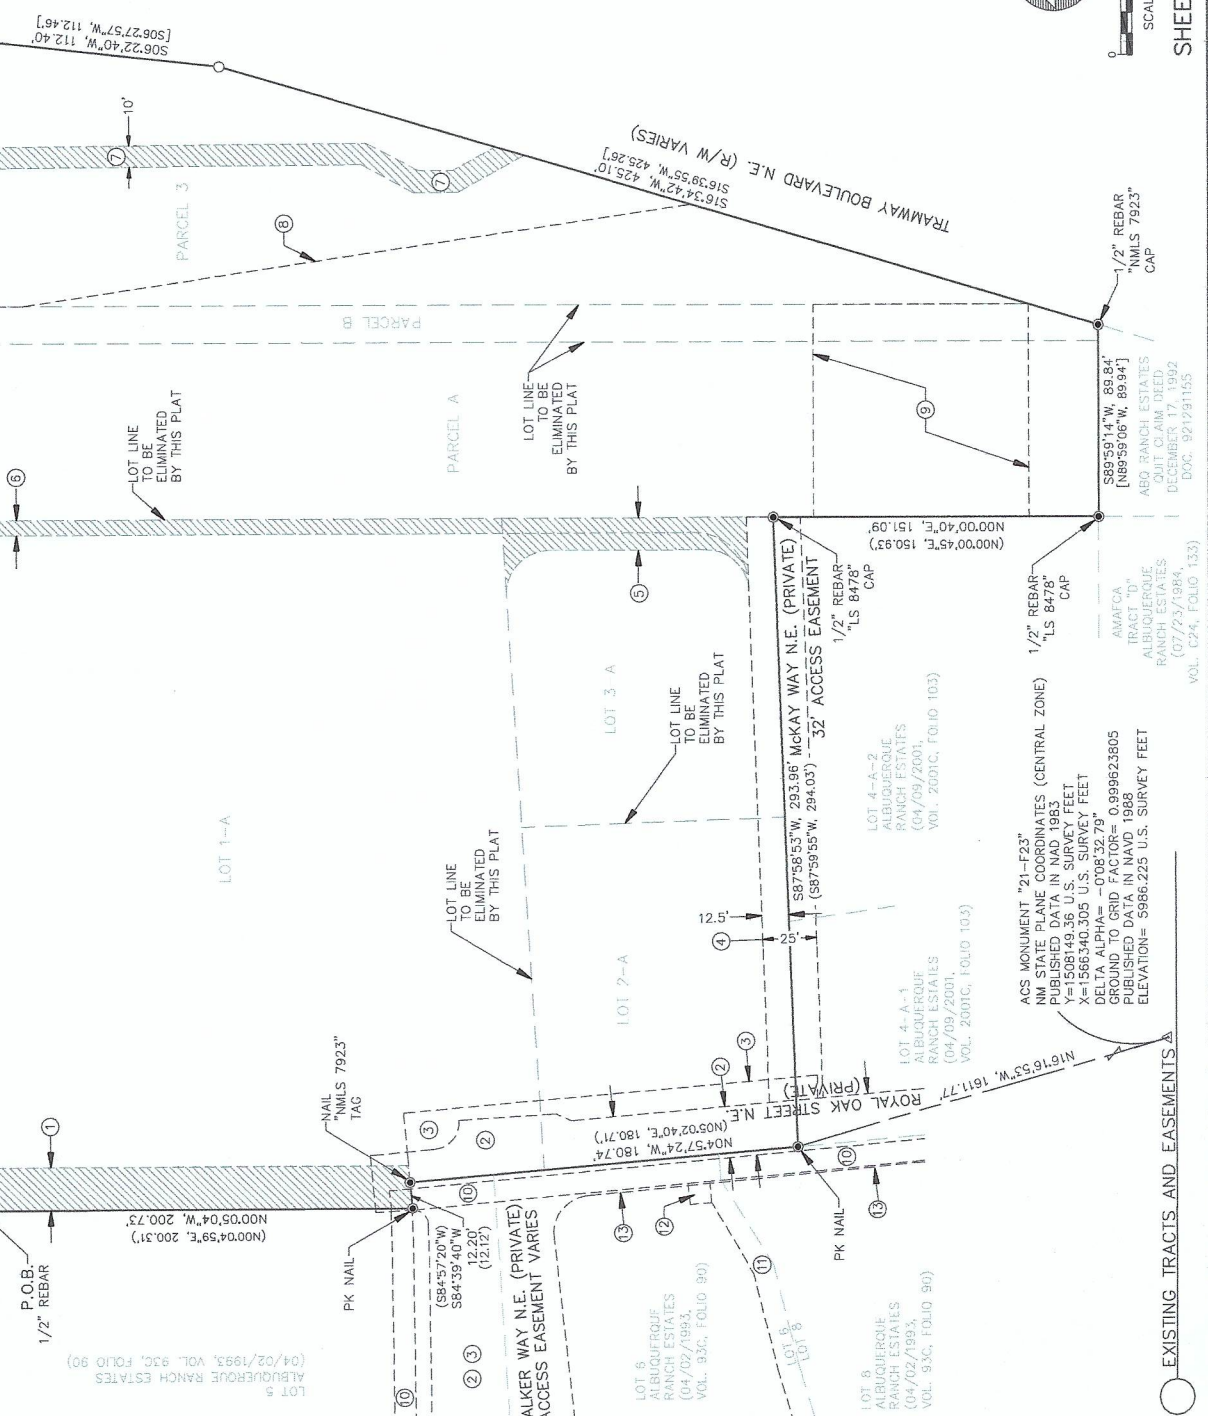 S06°22'40"W, 112.40'
[S06°27'57"W, 112.46']
10'
7
PARCEL 3
7
8
S16°34'42"W, 425.10'
S16°39'55"W, 425.26']
TRAMWAY BOULEVARD N.E. (R/W VARIES)
0
SCAL
SHEE
PARCEL B
LOT LINE
TO BE
ELIMINATED
BY THIS PLAT
PARCEL A
LOT LINE
TO BE
ELIMINATED
BY THIS PLAT
6
9
1/2" REBAR
"NMLS 7923"
CAP
S89°59'14"W, 89.84'
[N89°59'06"W, 89.94']
ABQ RANCH ESTATES
QUIT CLAIM DEED
DECEMBER 17, 1992
DOC. 921291155
5
N00°00'40"E, 151.09'
(N00°00'45"E, 150.93')
1/2" REBAR
"LS 8478"
CAP
1/2" REBAR
"LS 8478"
CAP
AMAFCA
TRACT "D"
ALBUQUERQUE
RANCH ESTATES
(07/23/1984,
VOL. C24, FOLIO 133)
LOT 1-A
LOT 3-A
LOT LINE
TO BE
ELIMINATED
BY THIS PLAT
LOT LINE
TO BE
ELIMINATED
BY THIS PLAT
LOT 2-A
S87°58'53"W, 293.96' McKAY WAY N.E. (PRIVATE)
(S87°59'55"W, 294.03') 32' ACCESS EASEMENT
12.5'
4
25'
LOT 4-A-2
ALBUQUERQUE
RANCH ESTATES
(04/09/2001,
VOL. 2001C, FOLIO 103)
LOT 4-A-1
ALBUQUERQUE
RANCH ESTATES
(04/09/2001,
VOL. 2001C, FOLIO 103)
ACS MONUMENT "21-F23"
NM STATE PLANE COORDINATES (CENTRAL ZONE)
PUBLISHED DATA IN NAD 1983
Y=1508149.36 U.S. SURVEY FEET
X=1566340.305 U.S. SURVEY FEET
DELTA ALPHA= -0°08'32.79"
GROUND TO GRID FACTOR= 0.999623805
PUBLISHED DATA IN NAVD 1988
ELEVATION= 5986.225 U.S. SURVEY FEET
N16°16'53"W, 1611.77'
1
NAIL
"NMLS 7923"
TAG
3
2
3
2
ROYAL OAK STREET N.E.
(PRIVATE)
(N05°02'40"E, 180.71')
N04°57'24"W, 180.74'
10
10
P.O.B.
1/2" REBAR
N00°05'04"W, 200.73'
(N00°04'59"E, 200.31')
PK NAIL
(S84°57'20"W)
S84°39'40"W
12.20'
(12.12')
ALKER WAY N.E. (PRIVATE)
ACCESS EASEMENT VARIES
2 3
10
13
12
11
13
PK NAIL
LOT 5
ALBUQUERQUE RANCH ESTATES
(04/02/1993, VOL. 93C, FOLIO 90)
LOT 6
ALBUQUERQUE
RANCH ESTATES
(04/02/1993,
VOL. 93C, FOLIO 90)
LOT 6
LOT 8
LOT 8
ALBUQUERQUE
RANCH ESTATES
(04/02/1993,
VOL. 93C, FOLIO 90)
EXISTING TRACTS AND EASEMENTS